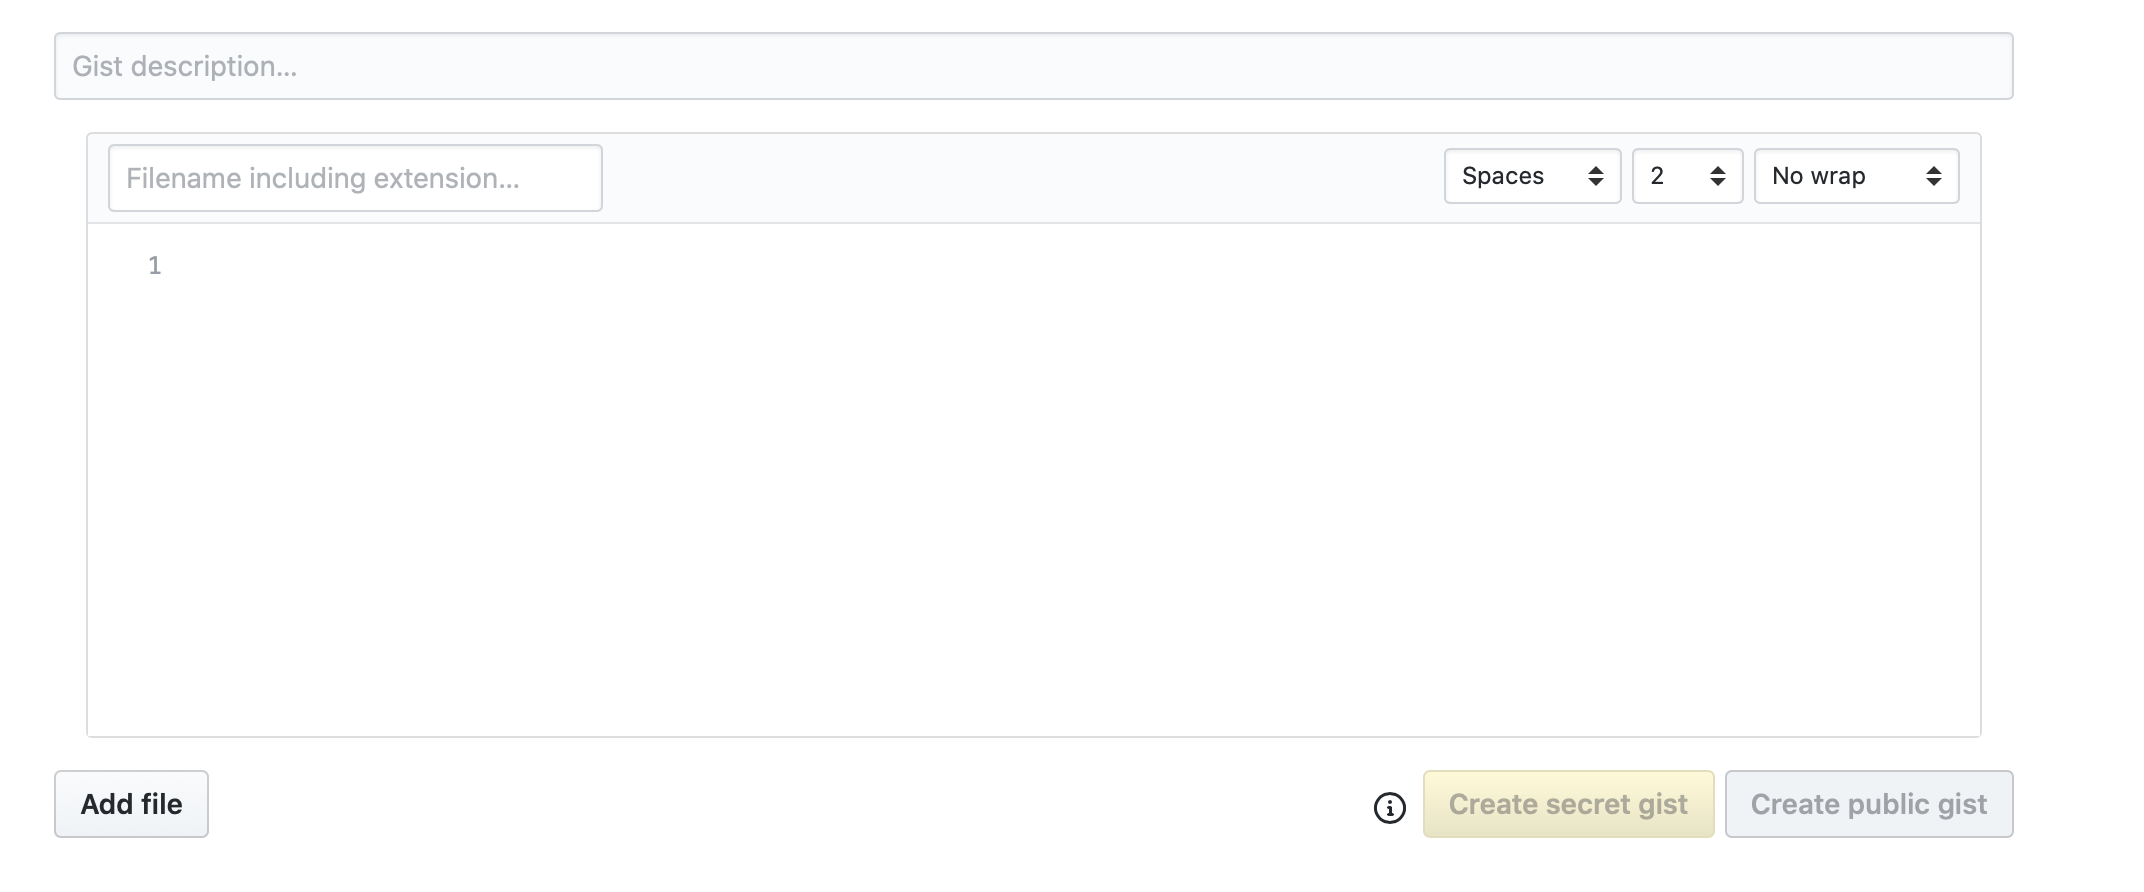 Gist description...
Filename including extension...
Spaces
2
No wrap
1
Add file
Create secret gist
Create public gist